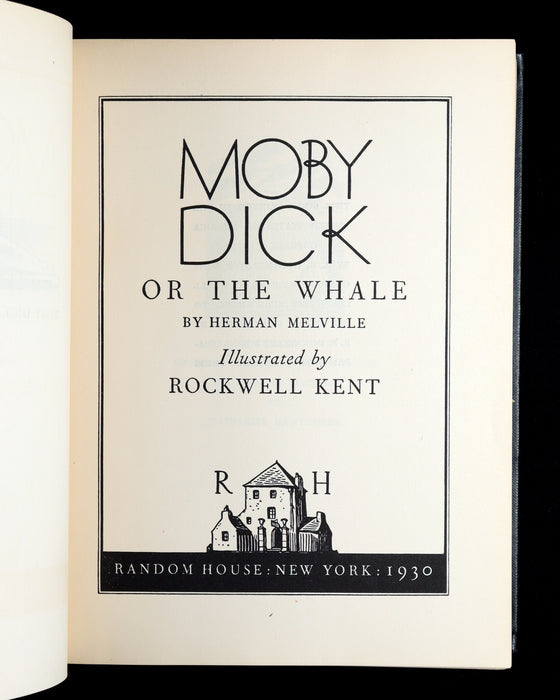 MOBY
DICK
OR THE WHALE
BY HERMAN MELVILLE
Illustrated by
ROCKWELL KENT
R H
RANDOM HOUSE : NEW YORK : 1930